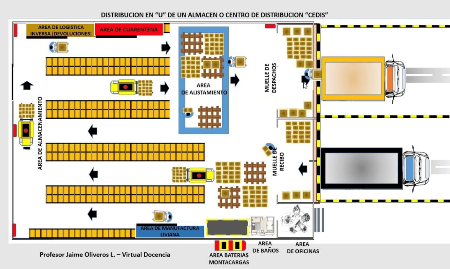 DISTRIBUCION EN "U" DE UN ALMACEN O CENTRO DE DISTRIBUCION "CEDIS"
AREA DE LOGESTICA
INVERSA (DEVOLUCIONES)
AREA DE CUARENTENA
MUELLE DE
DESPACHOS
AREA
DE ALISTAMIENTO
AREA DE ALMACENAMIENTO
MUELLE DE
RECIBO
AREA DE MANUFACTURA
LIVIANA
AREA BATERIAS
MONTACARGAS
AREA
DE BAÑOS
AREA
DE OFICINAS
Profesor Jaime Oliveros L. – Virtual Docencia